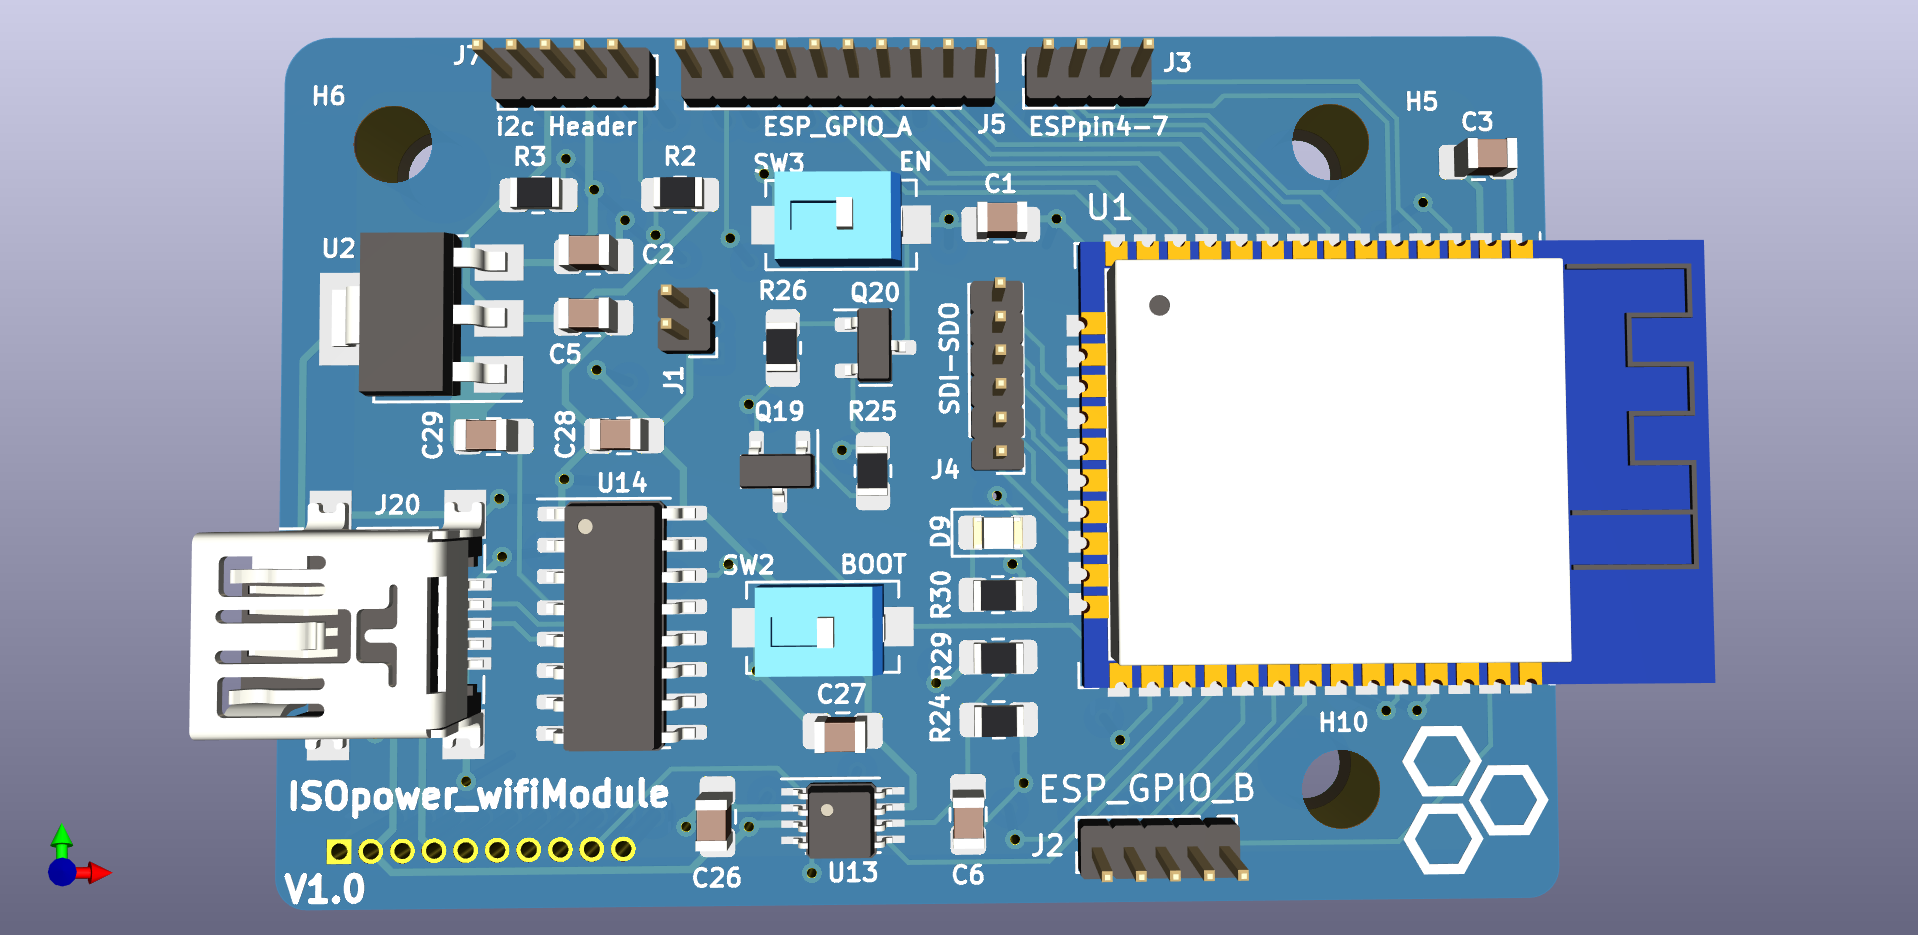 J7
J3
H6
H5
i2c Header
ESP_GPIO_A
J5
ESPpin4-7
C3
R3
R2
SW3
EN
C1
U1
U2
C2
R26
Q20
SDI-SDO
C5
J1
Q19
R25
C29
C28
J4
U14
J20
D9
SW2
BOOT
R30
R29
C27
R24
H10
ISOpower_wifiModule
ESP_GPIO_B
J2
V1.0
C26
U13
C6